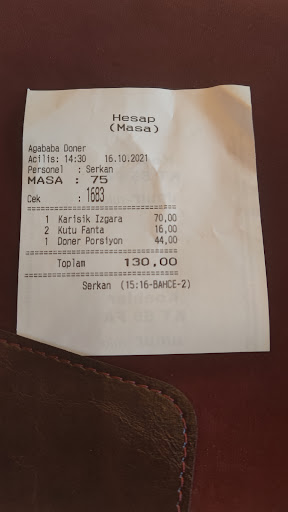 Hesap
(Masa)
Agababa Doner
Acilis: 14:30 16.10.2021
Personal : Serkan
MASA : 75
Cek : 1683
1 Karisik Izgara 70,00
2 Kutu Fanta 16,00
1 Doner Porsiyon 44,00
Toplam 130,00
Serkan (15:16-BAHCE-2)